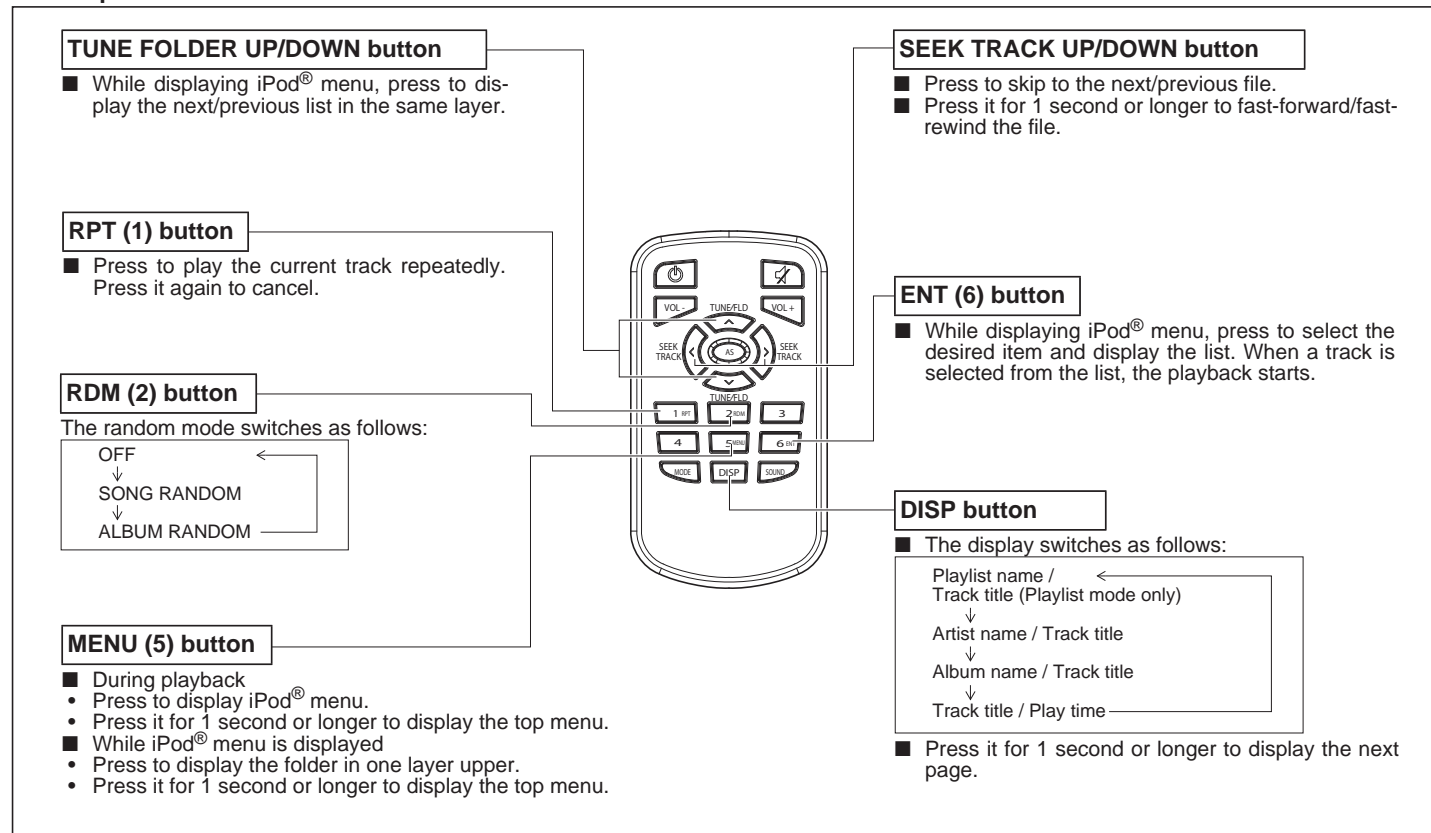 TUNE FOLDER UP/DOWN button
■ While displaying iPod® menu, press to dis-
play the next/previous list in the same layer.
RPT (1) button
■ Press to play the current track repeatedly.
Press it again to cancel.
RDM (2) button
The random mode switches as follows:
OFF
SONG RANDOM
ALBUM RANDOM
MENU (5) button
■ During playback
• Press to display iPod® menu.
• Press it for 1 second or longer to display the top menu.
■ While iPod® menu is displayed
• Press to display the folder in one layer upper.
• Press it for 1 second or longer to display the top menu.
VOL -
TUNE/FLD
VOL +
SEEK
TRACK
AS
SEEK
TRACK
TUNE/FLD
1 RPT
2 RDM
3
4
5 MENU
6 ENT
MODE
DISP
SOUND
SEEK TRACK UP/DOWN button
■ Press to skip to the next/previous file.
■ Press it for 1 second or longer to fast-forward/fast-
rewind the file.
ENT (6) button
■ While displaying iPod® menu, press to select the
desired item and display the list. When a track is
selected from the list, the playback starts.
DISP button
■ The display switches as follows:
Playlist name /
Track title (Playlist mode only)
Artist name / Track title
Album name / Track title
Track title / Play time
■ Press it for 1 second or longer to display the next
page.